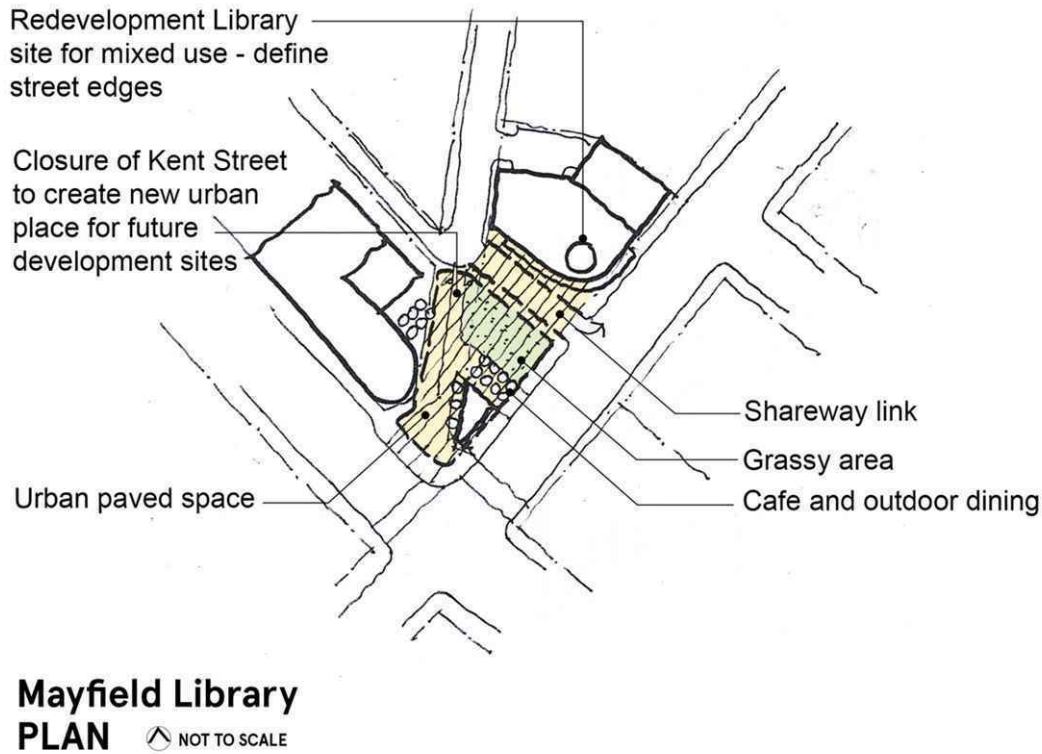 Redevelopment Library
site for mixed use - define
street edges
Closure of Kent Street
to create new urban
place for future
development sites
Shareway link
Grassy area
Urban paved space
Cafe and outdoor dining
Mayfield Library
PLAN
NOT TO SCALE